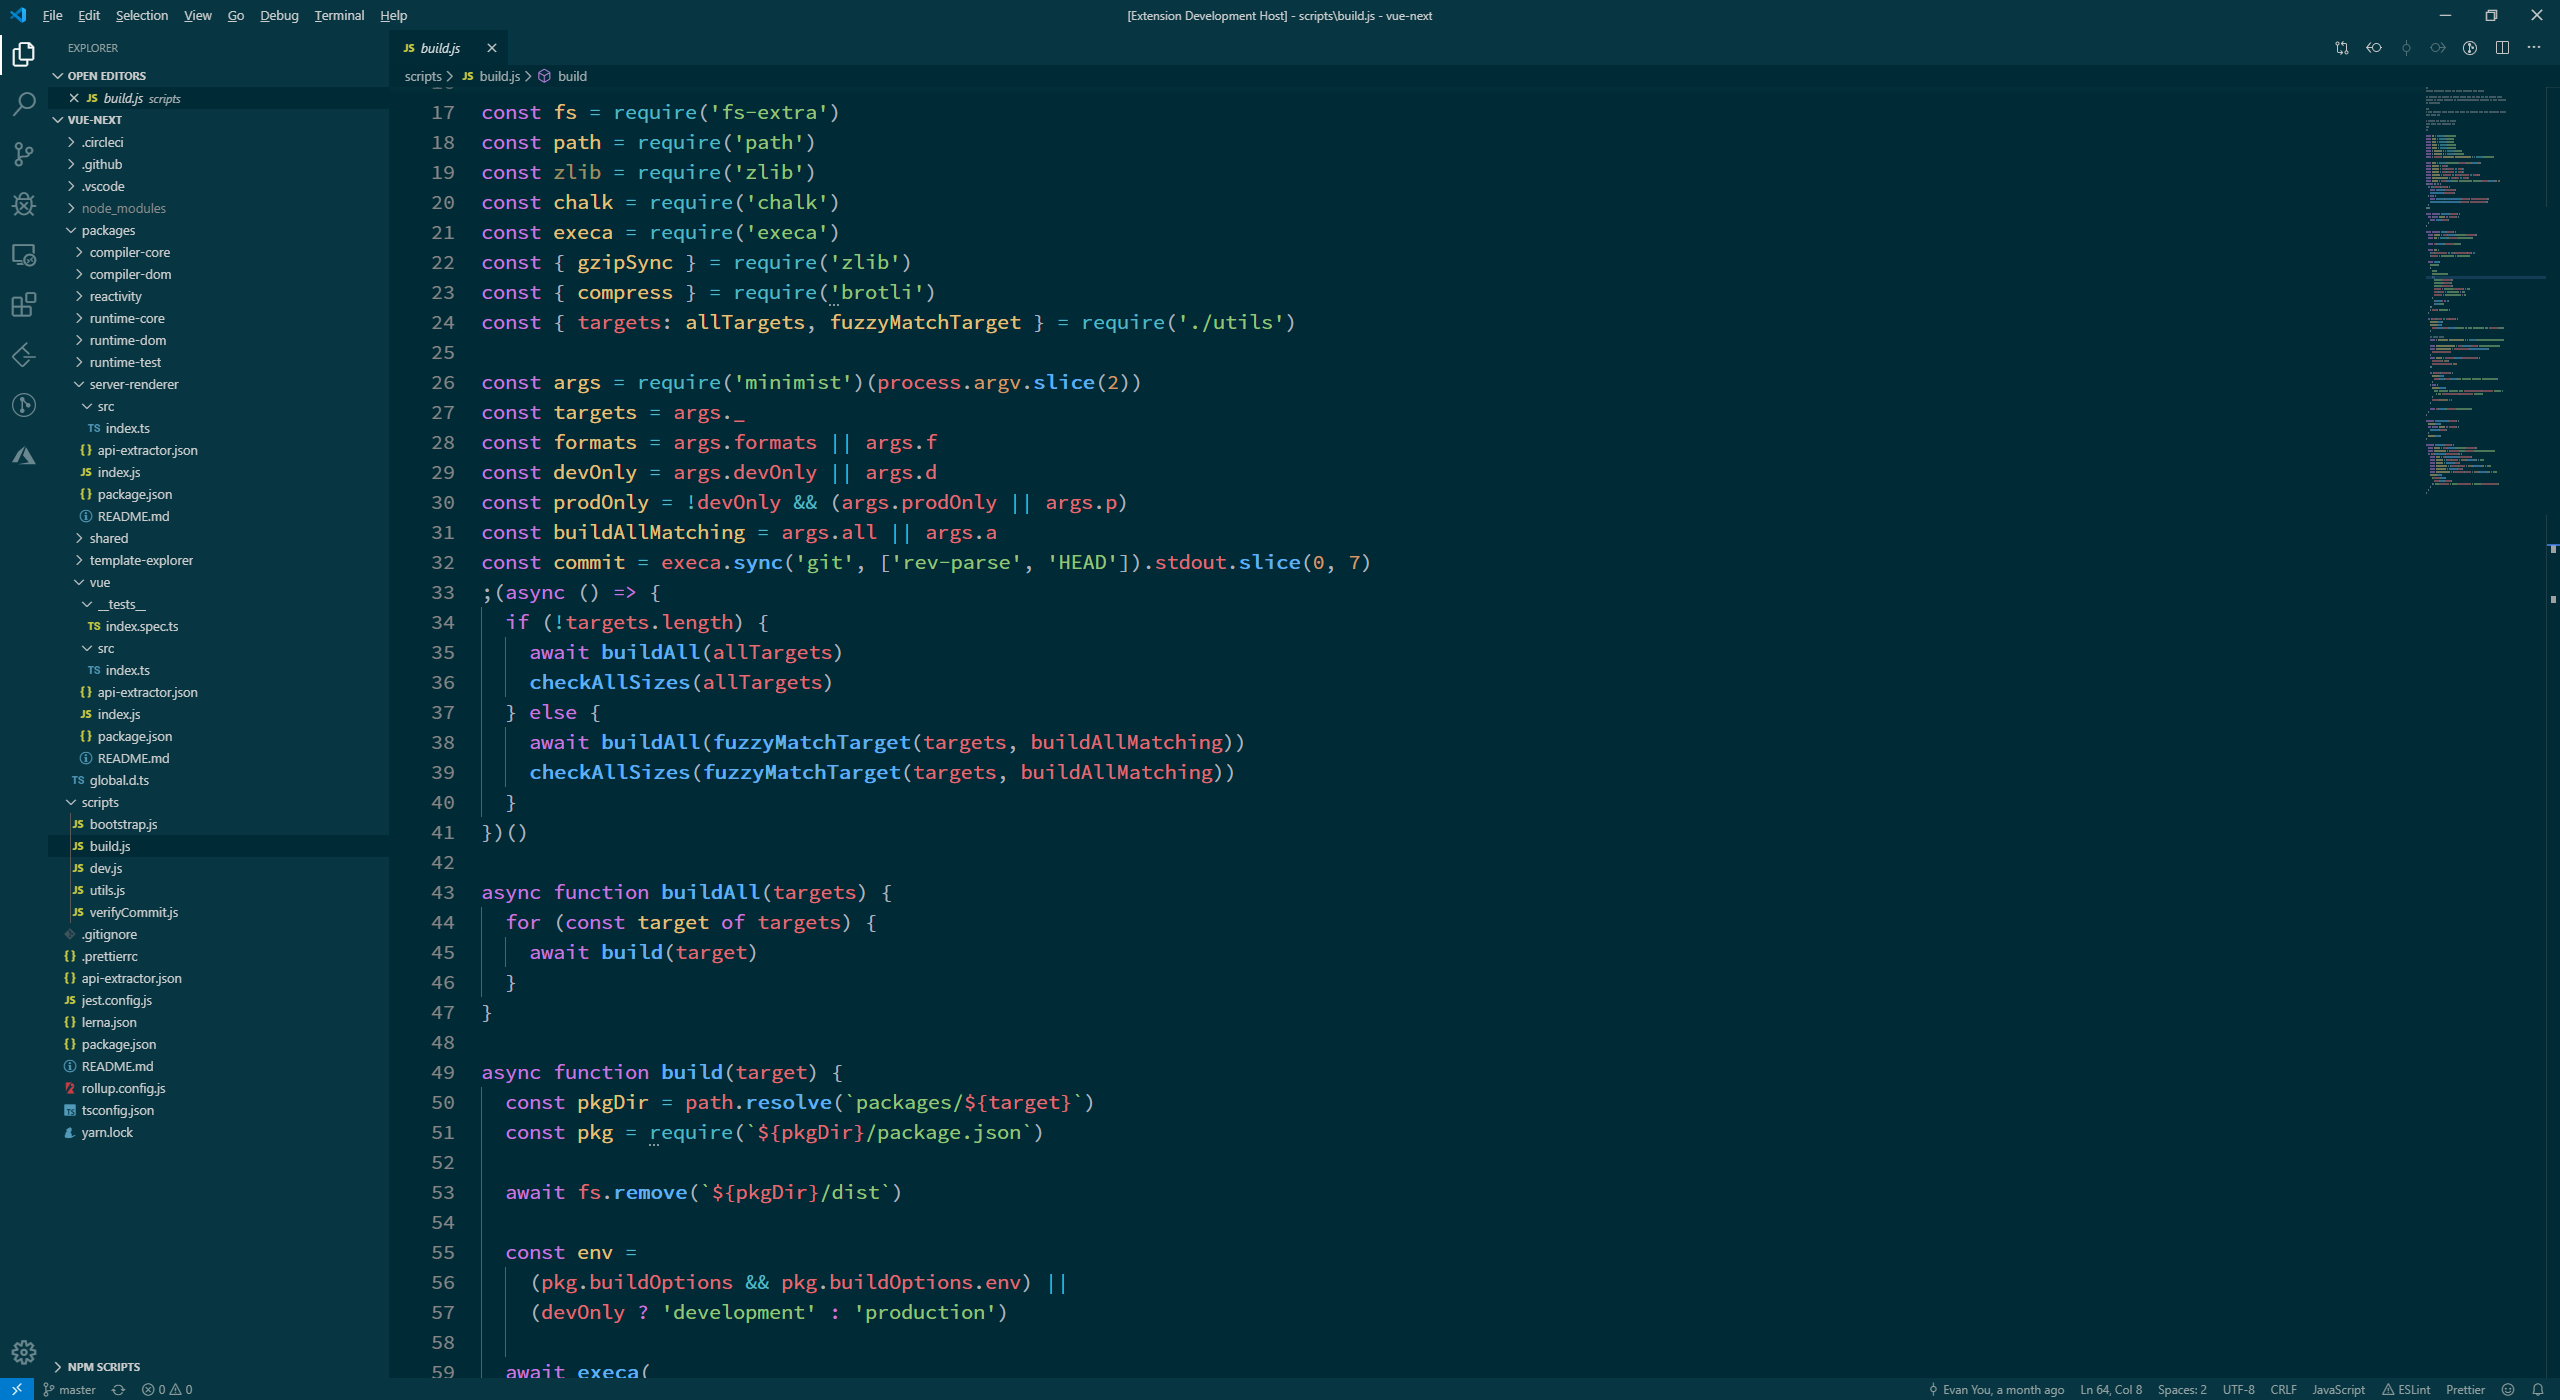 File Edit Selection View Go Debug Terminal Help
[Extension Development Host] - scripts\build.js - vue-next
EXPLORER
OPEN EDITORS
JS build.js scripts
VUE-NEXT
.circleci
.github
.vscode
node_modules
packages
compiler-core
compiler-dom
reactivity
runtime-core
runtime-dom
runtime-test
server-renderer
src
TS index.ts
{} api-extractor.json
JS index.js
{} package.json
README.md
shared
template-explorer
vue
__tests__
TS index.spec.ts
src
TS index.ts
{} api-extractor.json
JS index.js
{} package.json
README.md
TS global.d.ts
scripts
JS bootstrap.js
JS build.js
JS dev.js
JS utils.js
JS verifyCommit.js
.gitignore
{} .prettierrc
{} api-extractor.json
JS jest.config.js
{} lerna.json
{} package.json
README.md
rollup.config.js
tsconfig.json
yarn.lock
NPM SCRIPTS
JS build.js
scripts > JS build.js > build
17 const fs = require('fs-extra')
18 const path = require('path')
19 const zlib = require('zlib')
20 const chalk = require('chalk')
21 const execa = require('execa')
22 const { gzipSync } = require('zlib')
23 const { compress } = require('brotli')
24 const { targets: allTargets, fuzzyMatchTarget } = require('./utils')
25
26 const args = require('minimist')(process.argv.slice(2))
27 const targets = args._
28 const formats = args.formats || args.f
29 const devOnly = args.devOnly || args.d
30 const prodOnly = !devOnly && (args.prodOnly || args.p)
31 const buildAllMatching = args.all || args.a
32 const commit = execa.sync('git', ['rev-parse', 'HEAD']).stdout.slice(0, 7)
33 ;(async () => {
34 if (!targets.length) {
35 await buildAll(allTargets)
36 checkAllSizes(allTargets)
37 } else {
38 await buildAll(fuzzyMatchTarget(targets, buildAllMatching))
39 checkAllSizes(fuzzyMatchTarget(targets, buildAllMatching))
40 }
41 })()
42
43 async function buildAll(targets) {
44 for (const target of targets) {
45 await build(target)
46 }
47 }
48
49 async function build(target) {
50 const pkgDir = path.resolve(`packages/${target}`)
51 const pkg = require(`${pkgDir}/package.json`)
52
53 await fs.remove(`${pkgDir}/dist`)
54
55 const env =
56 (pkg.buildOptions && pkg.buildOptions.env) ||
57 (devOnly ? 'development' : 'production')
58
59 await execa(
master 0 0
Evan You, a month ago Ln 64, Col 8 Spaces: 2 UTF-8 CRLF JavaScript ESLint Prettier